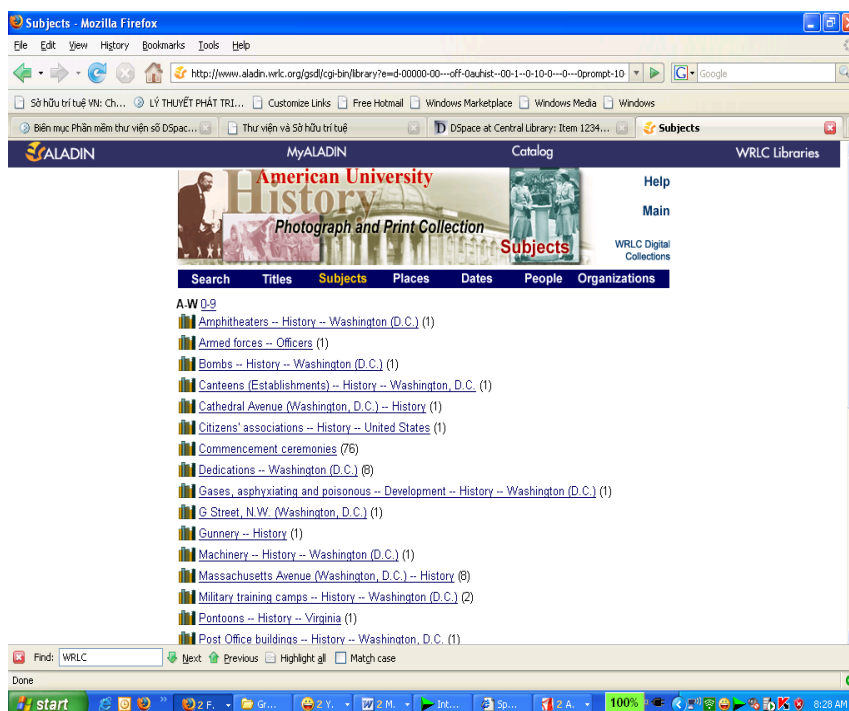 Subjects - Mozilla Firefox
File Edit View History Bookmarks Tools Help
http://www.aladin.wrlc.org/gsdl/cgi-bin/library?e=d-00000-00---off-0auhist--00-1--0-10-0---0---0prompt-10 Google
Sở hữu trí tuệ VN: Ch... LÝ THUYẾT PHÁT TRI... Customize Links Free Hotmail Windows Marketplace Windows Media Windows
Biên mục Phần mềm thư viện số DSpac... Thư viện và Sở hữu trí tuệ DSpace at Central Library: Item 1234... Subjects
ALADIN MyALADIN Catalog WRLC Libraries
American University
History
Photograph and Print Collection
Subjects
Help
Main
WRLC Digital
Collections
Search Titles Subjects Places Dates People Organizations
A-W 0-9
Amphitheaters -- History -- Washington (D.C.) (1)
Armed forces -- Officers (1)
Bombs -- History -- Washington (D.C.) (1)
Canteens (Establishments) -- History -- Washington, D.C. (1)
Cathedral Avenue (Washington, D.C.) -- History (1)
Citizens' associations -- History -- United States (1)
Commencement ceremonies (76)
Dedications -- Washington (D.C.) (8)
Gases, asphyxiating and poisonous -- Development -- History -- Washington (D.C.) (1)
G Street, N.W. (Washington, D.C.) (1)
Gunnery -- History (1)
Machinery -- History -- Washington (D.C.) (1)
Massachusetts Avenue (Washington, D.C.) -- History (8)
Military training camps -- History -- Washington (D.C.) (2)
Pontoons -- History -- Virginia (1)
Post Office buildings -- History -- Washington, D.C. (1)
Find: WRLC Next Previous Highlight all Match case
Done
start 2 F... Gr... 2 Y... 2 M... Int... Sp... 2 A... 100% 8:28 AM